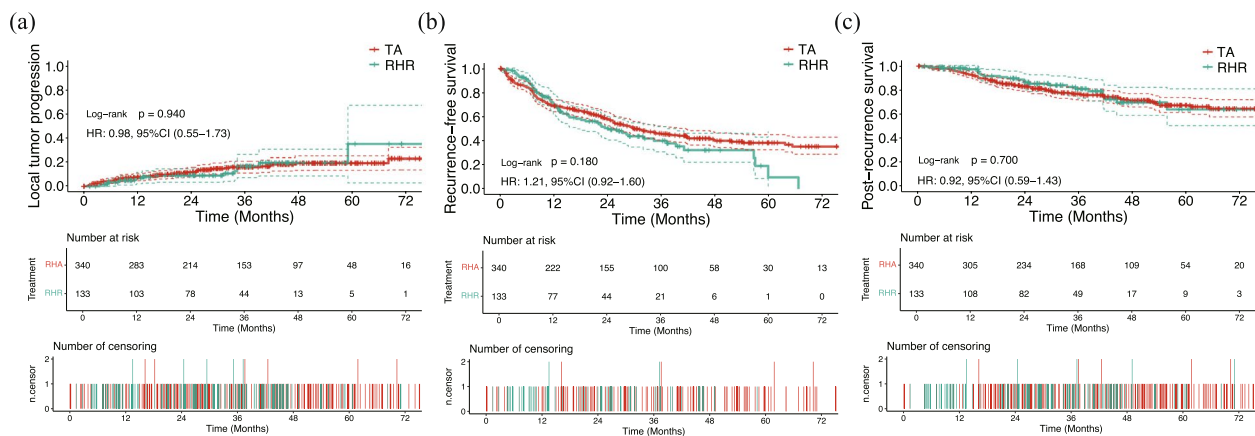 (a)
Local tumor progression
1.0
0.8
0.6
0.4
0.2
0.0
TA
RHR
Log-rank p = 0.940
HR: 0.98, 95%CI (0.55-1.73)
0 12 24 36 48 60 72
Time (Months)
Number at risk
Treatment
RHA 340 283 214 153 97 48 16
RHR 133 103 78 44 13 5 1
0 12 24 36 48 60 72
Time (Months)
Number of censoring
n.censor
2
1
0
0 12 24 36 48 60 72
Time (Months)
(b)
Recurrence-free survival
1.0
0.8
0.6
0.4
0.2
0.0
TA
RHR
Log-rank p = 0.180
HR: 1.21, 95%CI (0.92-1.60)
0 12 24 36 48 60 72
Time (Months)
Number at risk
Treatment
RHA 340 222 155 100 58 30 13
RHR 133 77 44 21 6 1 0
0 12 24 36 48 60 72
Time (Months)
Number of censoring
n.censor
2
1
0
0 12 24 36 48 60 72
Time (Months)
(c)
Post-recurrence survival
1.0
0.8
0.6
0.4
0.2
0.0
TA
RHR
Log-rank p = 0.700
HR: 0.92, 95%CI (0.59-1.43)
0 12 24 36 48 60 72
Time (Months)
Number at risk
Treatment
RHA 340 305 234 168 109 54 20
RHR 133 108 82 49 17 9 3
0 12 24 36 48 60 72
Time (Months)
Number of censoring
n.censor
2
1
0
0 12 24 36 48 60 72
Time (Months)